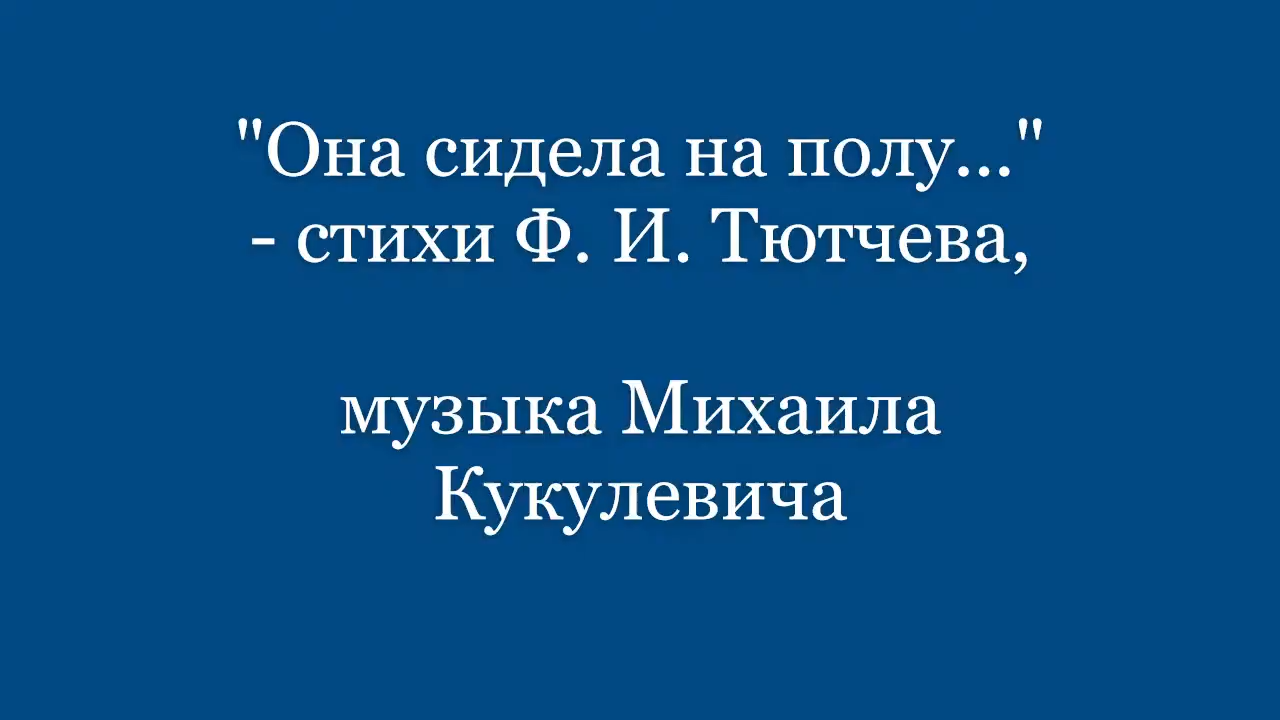 "Она сидела на полу..."
- стихи Ф. И. Тютчева,
музыка Михаила
Кукулевича